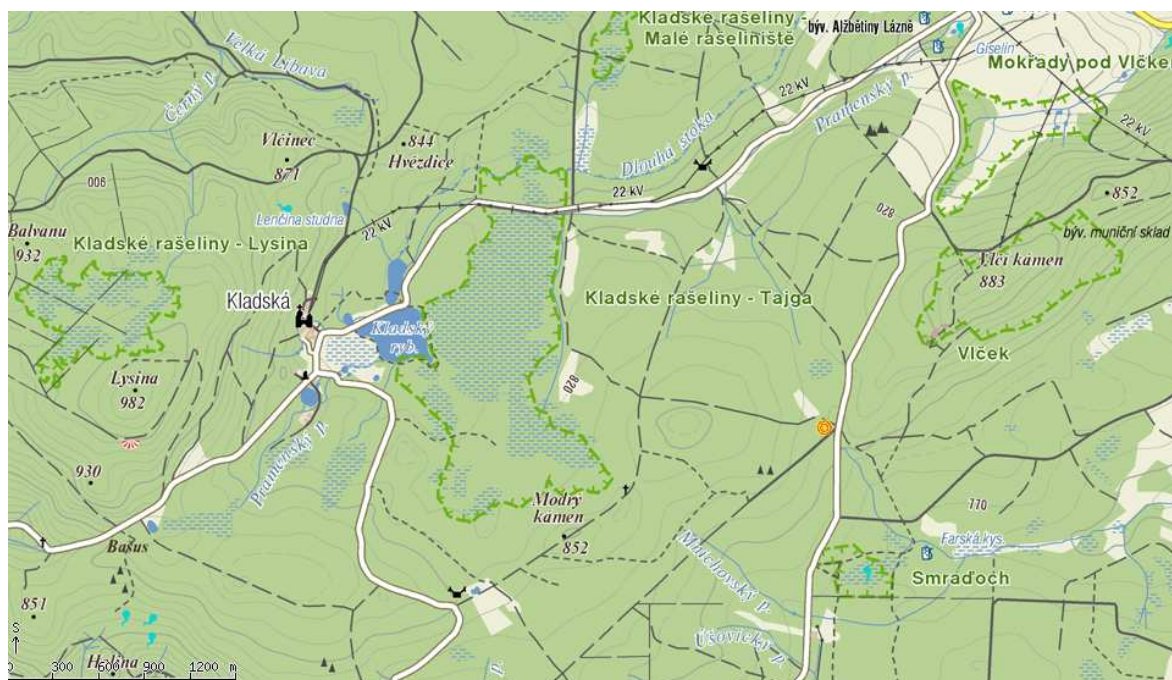 Kladské rašeliny -
Malé rašeliniště
býv. Alžbětiny Lázně
Giselin
Mokřady pod Vlčkem
Velká Libava
Černý p.
Pramenský p.
22 kV
22 kV
Dlouhá stoka
Vlčinec
871
844
Hvězdice
900
22 kV
Lenčina studna
22 kV
820
852
býv. muniční sklad
Balvanu
932
Kladské rašeliny - Lysina
Vlčí kámen
883
Kladské rašeliny - Tajga
Kladská
Kladský
ryb.
Vlček
820
Lysina
982
Pramenský p.
930
Modrý
kámen
852
770
Farská kys.
Smraďoch
Mnichovský p.
Bašus
851
Úšovický p.
p.
S
Homina
0 300 600 900 1200 m